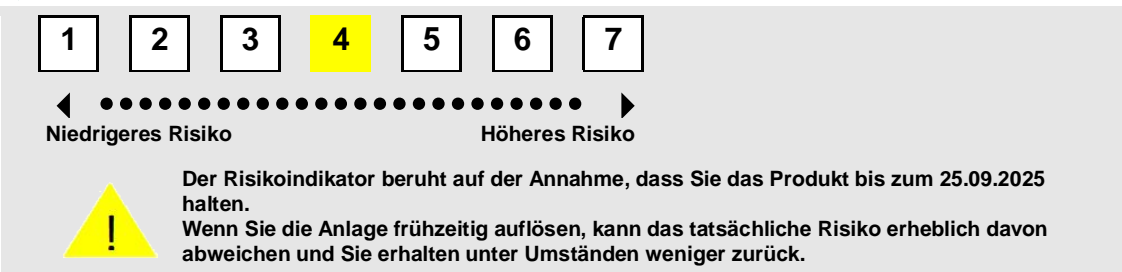 1 2 3 4 5 6 7
Niedrigeres Risiko Höheres Risiko
Der Risikoindikator beruht auf der Annahme, dass Sie das Produkt bis zum 25.09.2025
halten.
Wenn Sie die Anlage frühzeitig auflösen, kann das tatsächliche Risiko erheblich davon
abweichen und Sie erhalten unter Umständen weniger zurück.
!